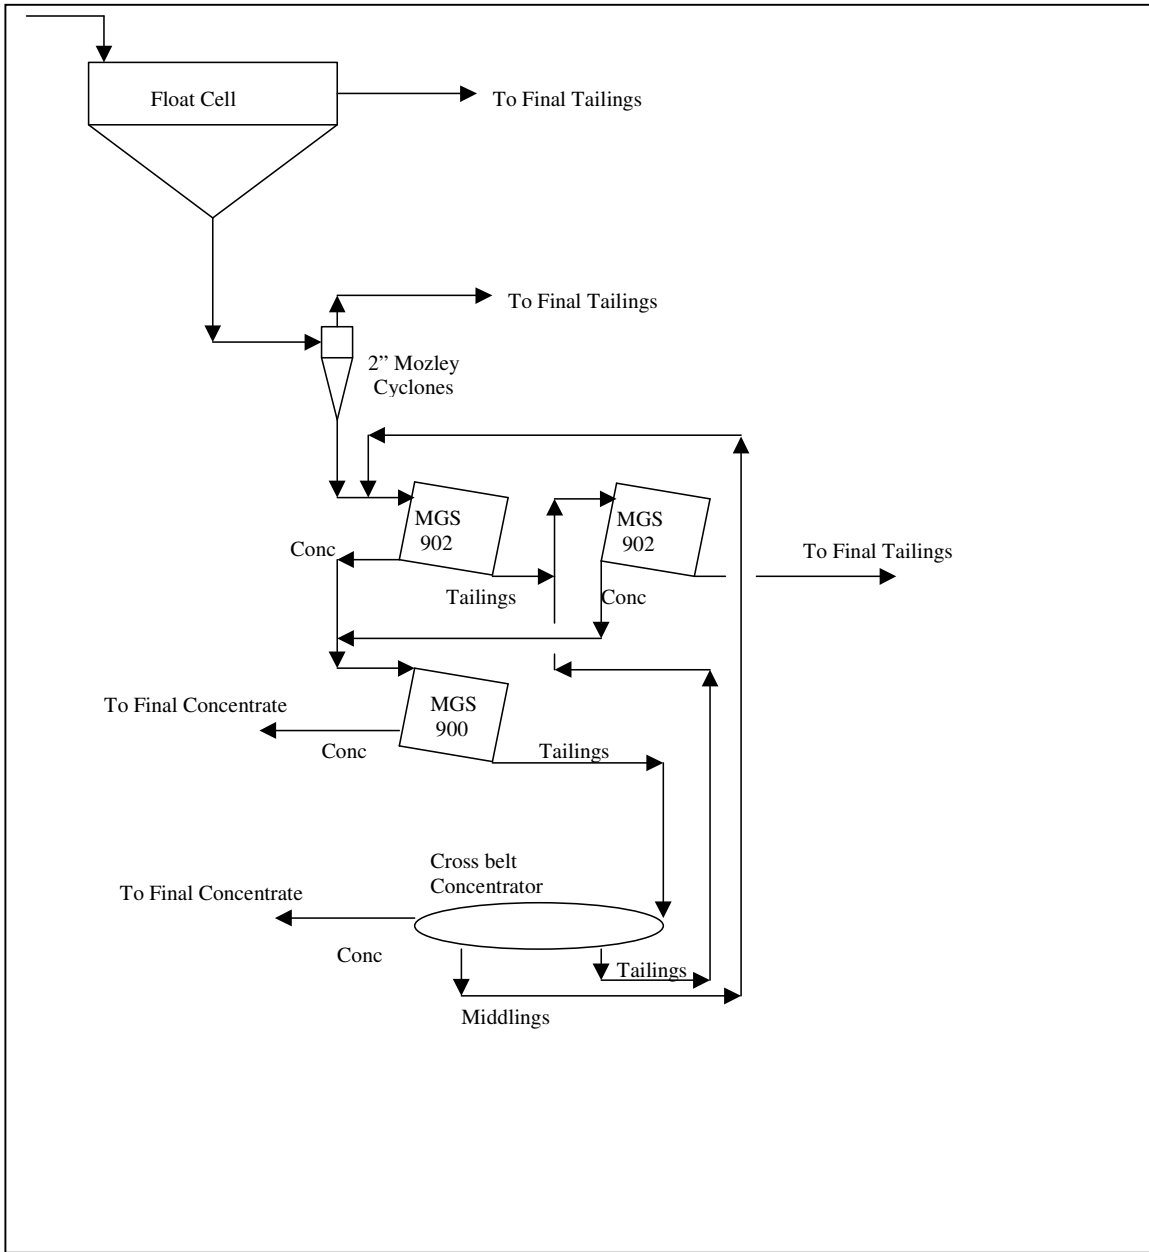 Float Cell
To Final Tailings
To Final Tailings
2” Mozley
Cyclones
MGS
902
MGS
902
Conc
To Final Tailings
Tailings
Conc
MGS
900
To Final Concentrate
Conc
Tailings
Cross belt
Concentrator
To Final Concentrate
Conc
Tailings
Middlings